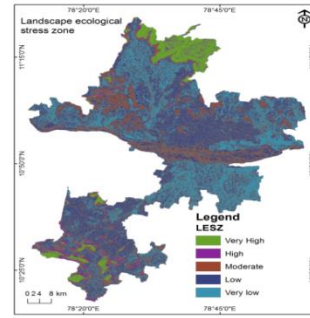 Landscape ecological
stress zone
78°20'0"E
78°45'0"E
N
11°15'0"N
10°50'0"N
10°25'0"N
Legend
LESZ
Very High
High
Moderate
Low
Very low
0 2 4 8 km
78°20'0"E
78°45'0"E